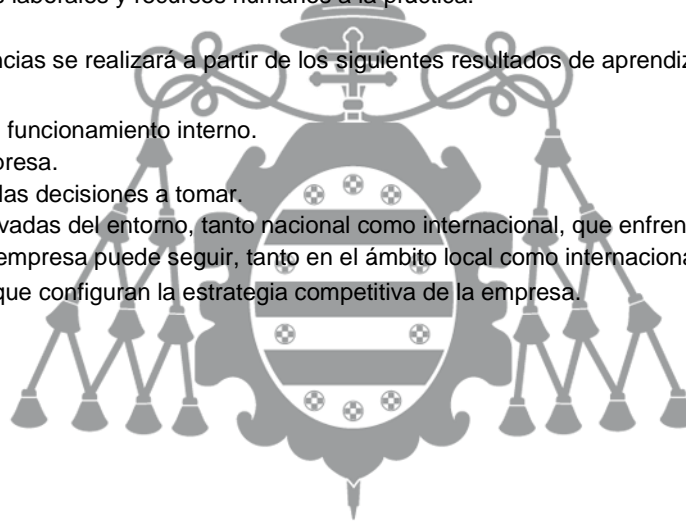 laborales y recursos humanos a la práctica.
ncias se realizará a partir de los siguientes resultados de aprendiz
funcionamiento interno.
presa.
las decisiones a tomar.
vadas del entorno, tanto nacional como internacional, que enfren
empresa puede seguir, tanto en el ámbito local como internaciona
que configuran la estrategia competitiva de la empresa.